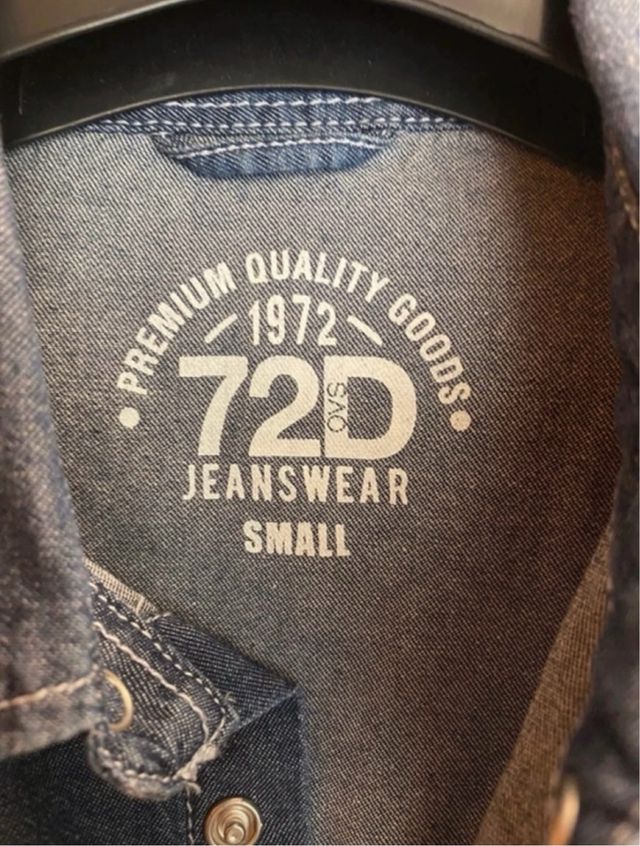 PREMIUM QUALITY GOODS
1972
72D
OVS
JEANSWEAR
SMALL